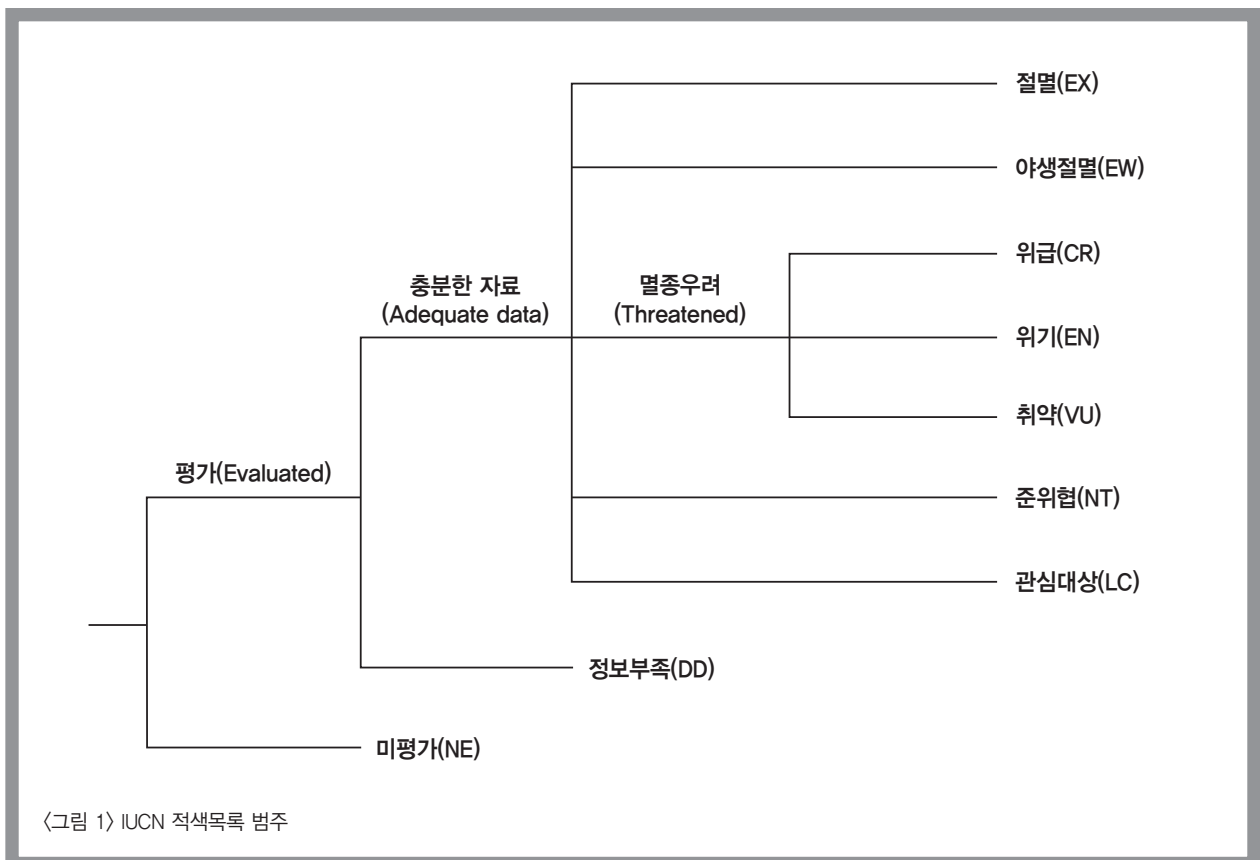 절멸(EX)
야생절멸(EW)
위급(CR)
충분한 자료
(Adequate data)
멸종우려
(Threatened)
위기(EN)
취약(VU)
평가(Evaluated)
준위협(NT)
관심대상(LC)
정보부족(DD)
미평가(NE)
〈그림 1〉 IUCN 적색목록 범주